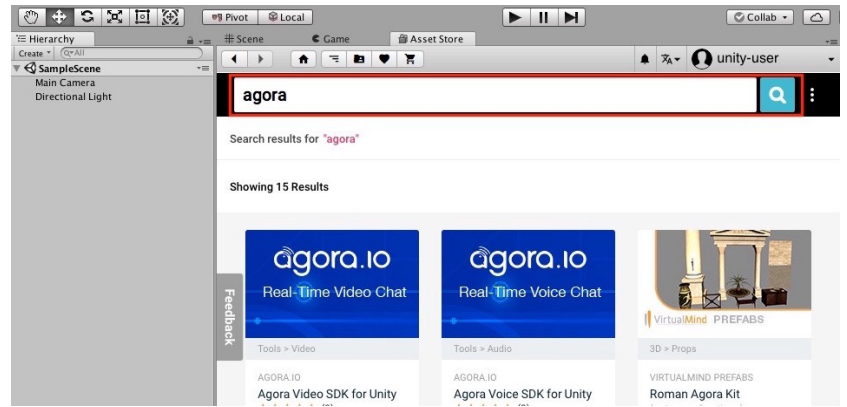 Pivot Local Collab
Hierarchy
# Scene Game Asset Store
Create All
SampleScene
Main Camera
Directional Light
unity-user
agora
Search results for "agora"
Showing 15 Results
agora.io
Real-Time Video Chat
agora.io
Real-Time Voice Chat
VirtualMind PREFABS
Feedback
Tools > Video
Tools > Audio
3D > Props
AGORA.IO
AGORA.IO
VIRTUALMIND PREFABS
Agora Video SDK for Unity
Agora Voice SDK for Unity
Roman Agora Kit